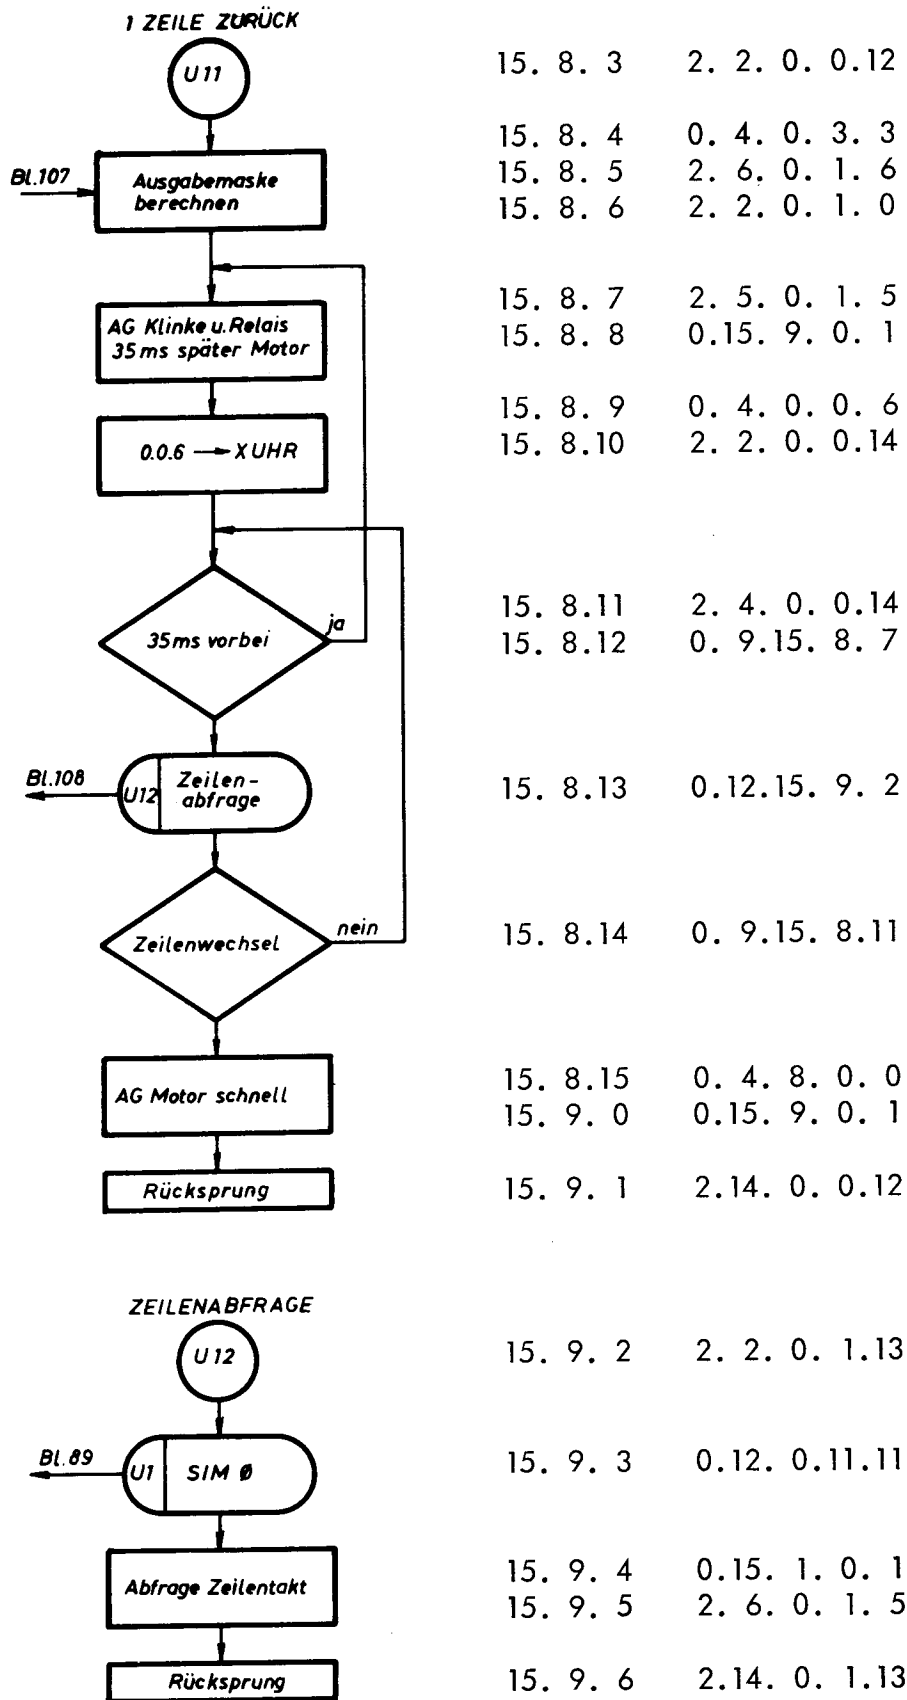 1 ZEILE ZURÜCK
U11
15. 8. 3 2. 2. 0. 0.12
Bl.107
Ausgabemaske
berechnen
15. 8. 4 0. 4. 0. 3. 3
15. 8. 5 2. 6. 0. 1. 6
15. 8. 6 2. 2. 0. 1. 0
AG Klinke u. Relais
35ms später Motor
15. 8. 7 2. 5. 0. 1. 5
15. 8. 8 0.15. 9. 0. 1
0.0.6 → X UHR
15. 8. 9 0. 4. 0. 0. 6
15. 8.10 2. 2. 0. 0.14
35ms vorbei
ja
15. 8.11 2. 4. 0. 0.14
15. 8.12 0. 9.15. 8. 7
Bl.108
U12
Zeilen-
abfrage
15. 8.13 0.12.15. 9. 2
Zeilenwechsel
nein
15. 8.14 0. 9.15. 8.11
AG Motor schnell
15. 8.15 0. 4. 8. 0. 0
15. 9. 0 0.15. 9. 0. 1
Rücksprung
15. 9. 1 2.14. 0. 0.12
ZEILENABFRAGE
U12
15. 9. 2 2. 2. 0. 1.13
Bl.89
U1
SIM Ø
15. 9. 3 0.12. 0.11.11
Abfrage Zeilentakt
15. 9. 4 0.15. 1. 0. 1
15. 9. 5 2. 6. 0. 1. 5
Rücksprung
15. 9. 6 2.14. 0. 1.13